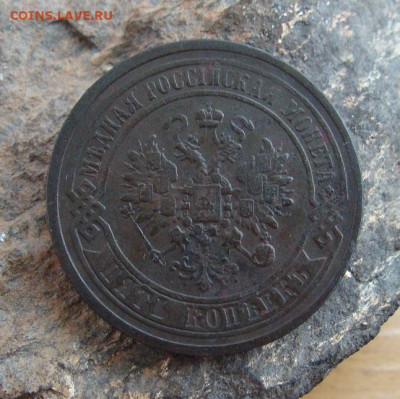 COINS.LAVE.RU
МѢДНАЯ РОССІЙСКАЯ МОНЕТА
ПЯТЬ КОПѢЕКЪ